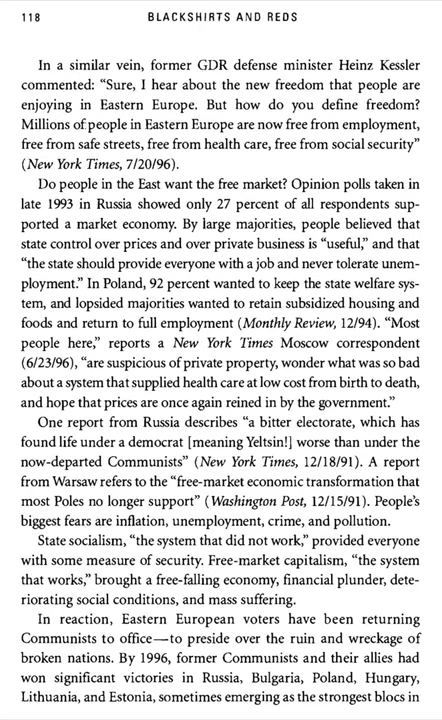 118 BLACKSHIRTS AND REDS
In a similar vein, former GDR defense minister Heinz Kessler
commented: “Sure, I hear about the new freedom that people are
enjoying in Eastern Europe. But how do you define freedom?
Millions of people in Eastern Europe are now free from employment,
free from safe streets, free from health care, free from social security”
(New York Times, 7/20/96).
Do people in the East want the free market? Opinion polls taken in
late 1993 in Russia showed only 27 percent of all respondents sup-
ported a market economy. By large majorities, people believed that
state control over prices and over private business is “useful,” and that
“the state should provide everyone with a job and never tolerate unem-
ployment.” In Poland, 92 percent wanted to keep the state welfare sys-
tem, and lopsided majorities wanted to retain subsidized housing and
foods and return to full employment (Monthly Review, 12/94). “Most
people here,” reports a New York Times Moscow correspondent
(6/23/96), “are suspicious of private property, wonder what was so bad
about a system that supplied health care at low cost from birth to death,
and hope that prices are once again reined in by the government.”
One report from Russia describes “a bitter electorate, which has
found life under a democrat [meaning Yeltsin!] worse than under the
now-departed Communists” (New York Times, 12/18/91). A report
from Warsaw refers to the “free-market economic transformation that
most Poles no longer support” (Washington Post, 12/15/91). People’s
biggest fears are inflation, unemployment, crime, and pollution.
State socialism, “the system that did not work,” provided everyone
with some measure of security. Free-market capitalism, “the system
that works,” brought a free-falling economy, financial plunder, dete-
riorating social conditions, and mass suffering.
In reaction, Eastern European voters have been returning
Communists to office—to preside over the ruin and wreckage of
broken nations. By 1996, former Communists and their allies had
won significant victories in Russia, Bulgaria, Poland, Hungary,
Lithuania, and Estonia, sometimes emerging as the strongest blocs in